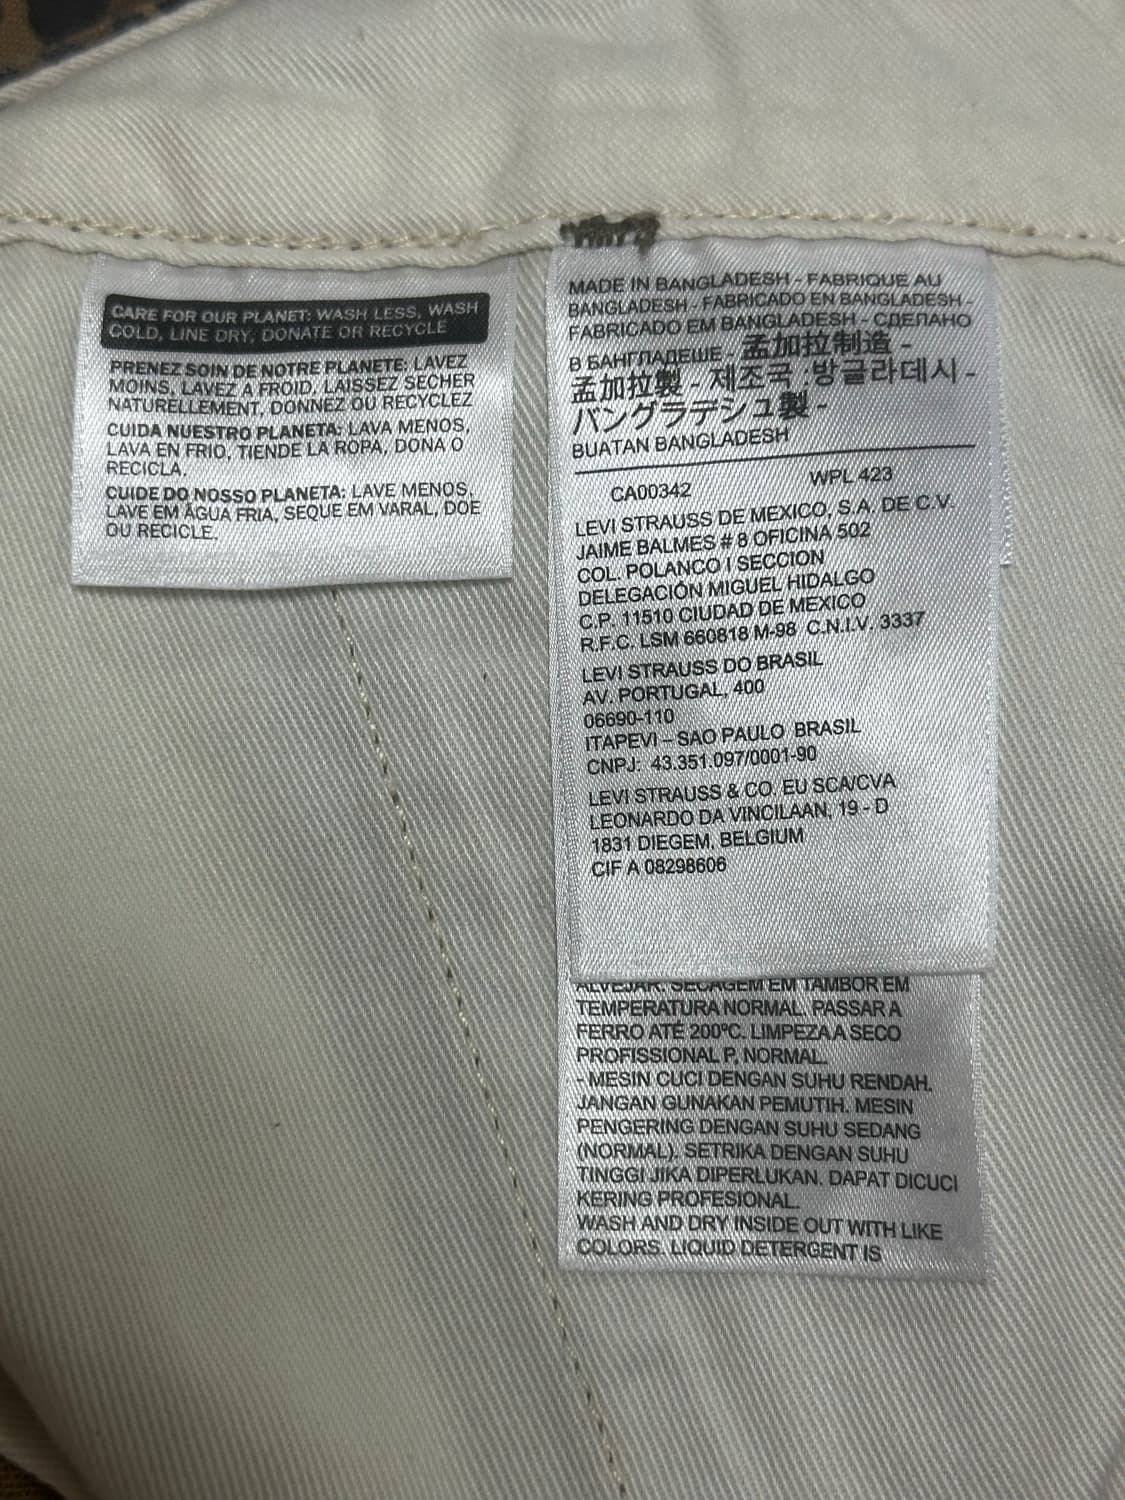 CARE FOR OUR PLANET: WASH LESS, WASH
COLD, LINE DRY, DONATE OR RECYCLE
PRENEZ SOIN DE NOTRE PLANETE: LAVEZ
MOINS, LAVEZ A FROID, LAISSEZ SECHER
NATURELLEMENT, DONNEZ OU RECYCLEZ
CUIDA NUESTRO PLANETA: LAVA MENOS,
LAVA EN FRIO, TIENDE LA ROPA, DONA O
RECICLA.
CUIDE DO NOSSO PLANETA: LAVE MENOS,
LAVE EM ÁGUA FRIA, SEQUE EM VARAL, DOE
OU RECICLE.
MADE IN BANGLADESH - FABRIQUE AU
BANGLADESH - FABRICADO EN BANGLADESH -
FABRICADO EM BANGLADESH - СДЕЛАНО
В БАНГЛАДЕШЕ - 孟加拉制造 -
孟加拉製 - 제조국 :방글라데시 -
バングラデシュ製 -
BUATAN BANGLADESH
CA00342 WPL 423
LEVI STRAUSS DE MEXICO, S.A. DE C.V.
JAIME BALMES # 8 OFICINA 502
COL. POLANCO I SECCION
DELEGACIÓN MIGUEL HIDALGO
C.P. 11510 CIUDAD DE MEXICO
R.F.C. LSM 660818 M-98 C.N.I.V. 3337
LEVI STRAUSS DO BRASIL
AV. PORTUGAL, 400
06690-110
ITAPEVI – SAO PAULO BRASIL
CNPJ: 43.351.097/0001-90
LEVI STRAUSS & CO. EU SCA/CVA
LEONARDO DA VINCILAAN, 19 - D
1831 DIEGEM, BELGIUM
CIF A 08298606
ALVEJAR. SECAGEM EM TAMBOR EM
TEMPERATURA NORMAL. PASSAR A
FERRO ATÉ 200ºC. LIMPEZA A SECO
PROFISSIONAL P, NORMAL.
- MESIN CUCI DENGAN SUHU RENDAH.
JANGAN GUNAKAN PEMUTIH. MESIN
PENGERING DENGAN SUHU SEDANG
(NORMAL). SETRIKA DENGAN SUHU
TINGGI JIKA DIPERLUKAN. DAPAT DICUCI
KERING PROFESIONAL.
WASH AND DRY INSIDE OUT WITH LIKE
COLORS. LIQUID DETERGENT IS